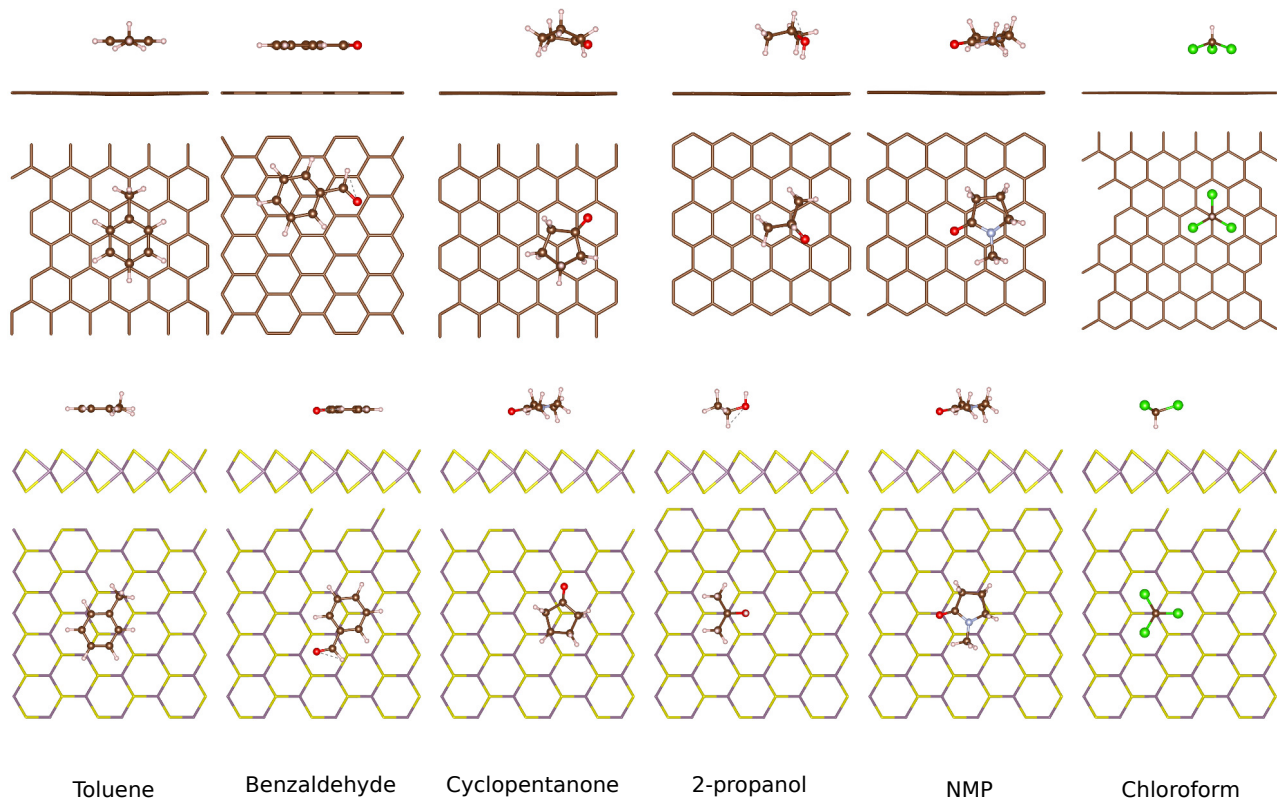 Toluene
Benzaldehyde
Cyclopentanone
2-propanol
NMP
Chloroform